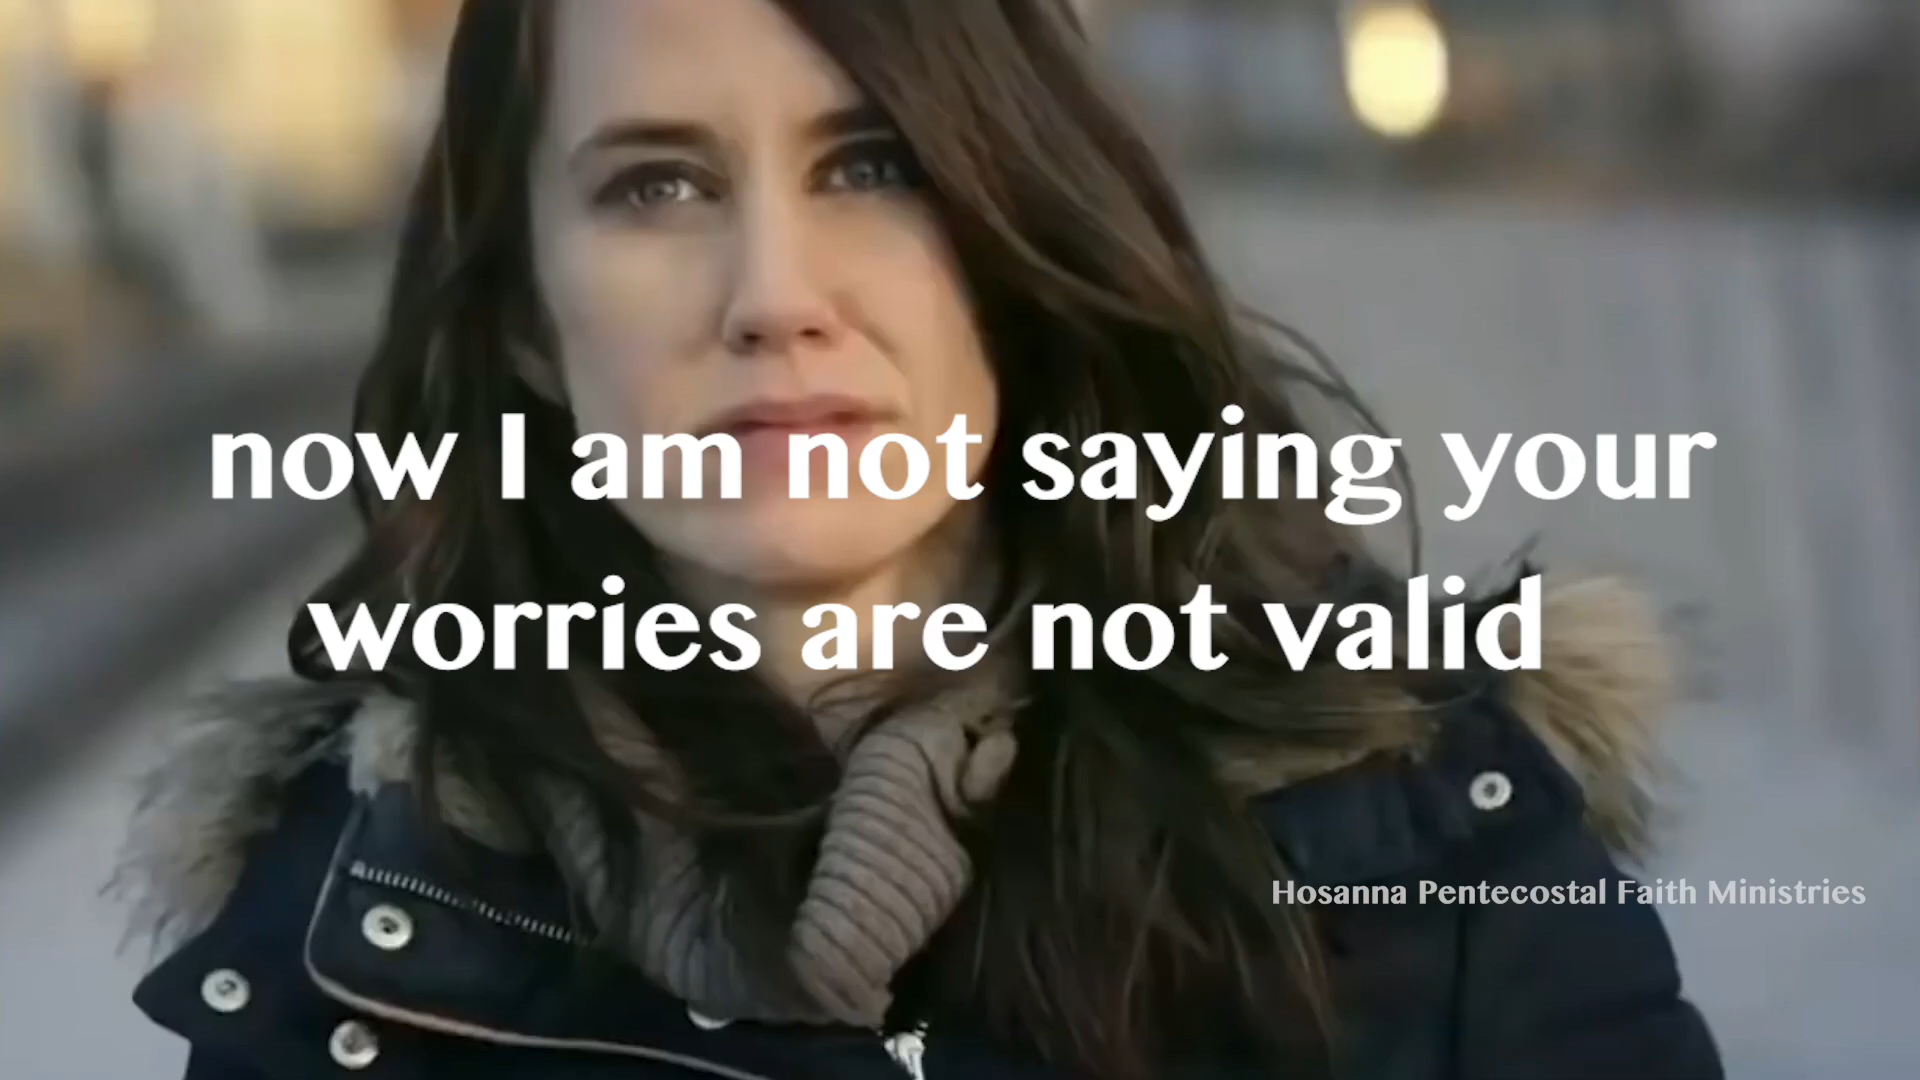 now I am not saying your
worries are not valid
Hosanna Pentecostal Faith Ministries